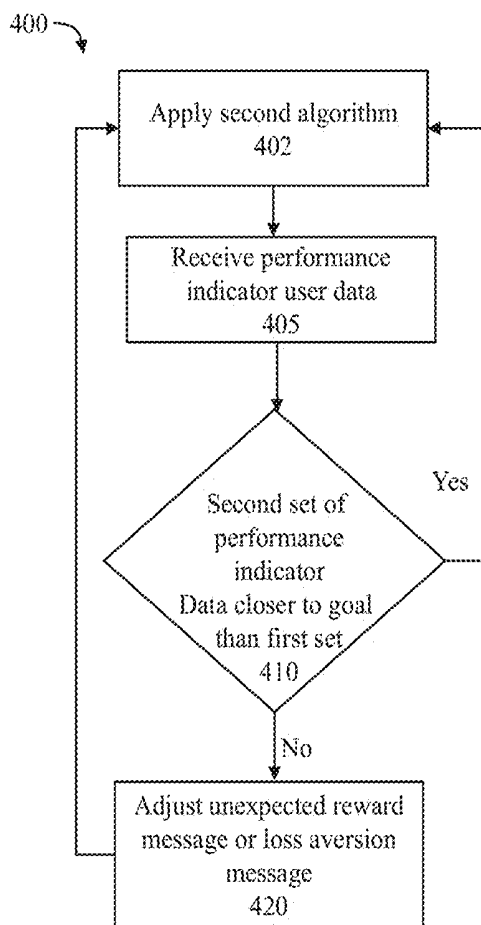 400
Apply second algorithm
402
Receive performance
indicator user data
405
Second set of
performance
indicator
Data closer to goal
than first set
410
Yes
No
Adjust unexpected reward
message or loss aversion
message
420